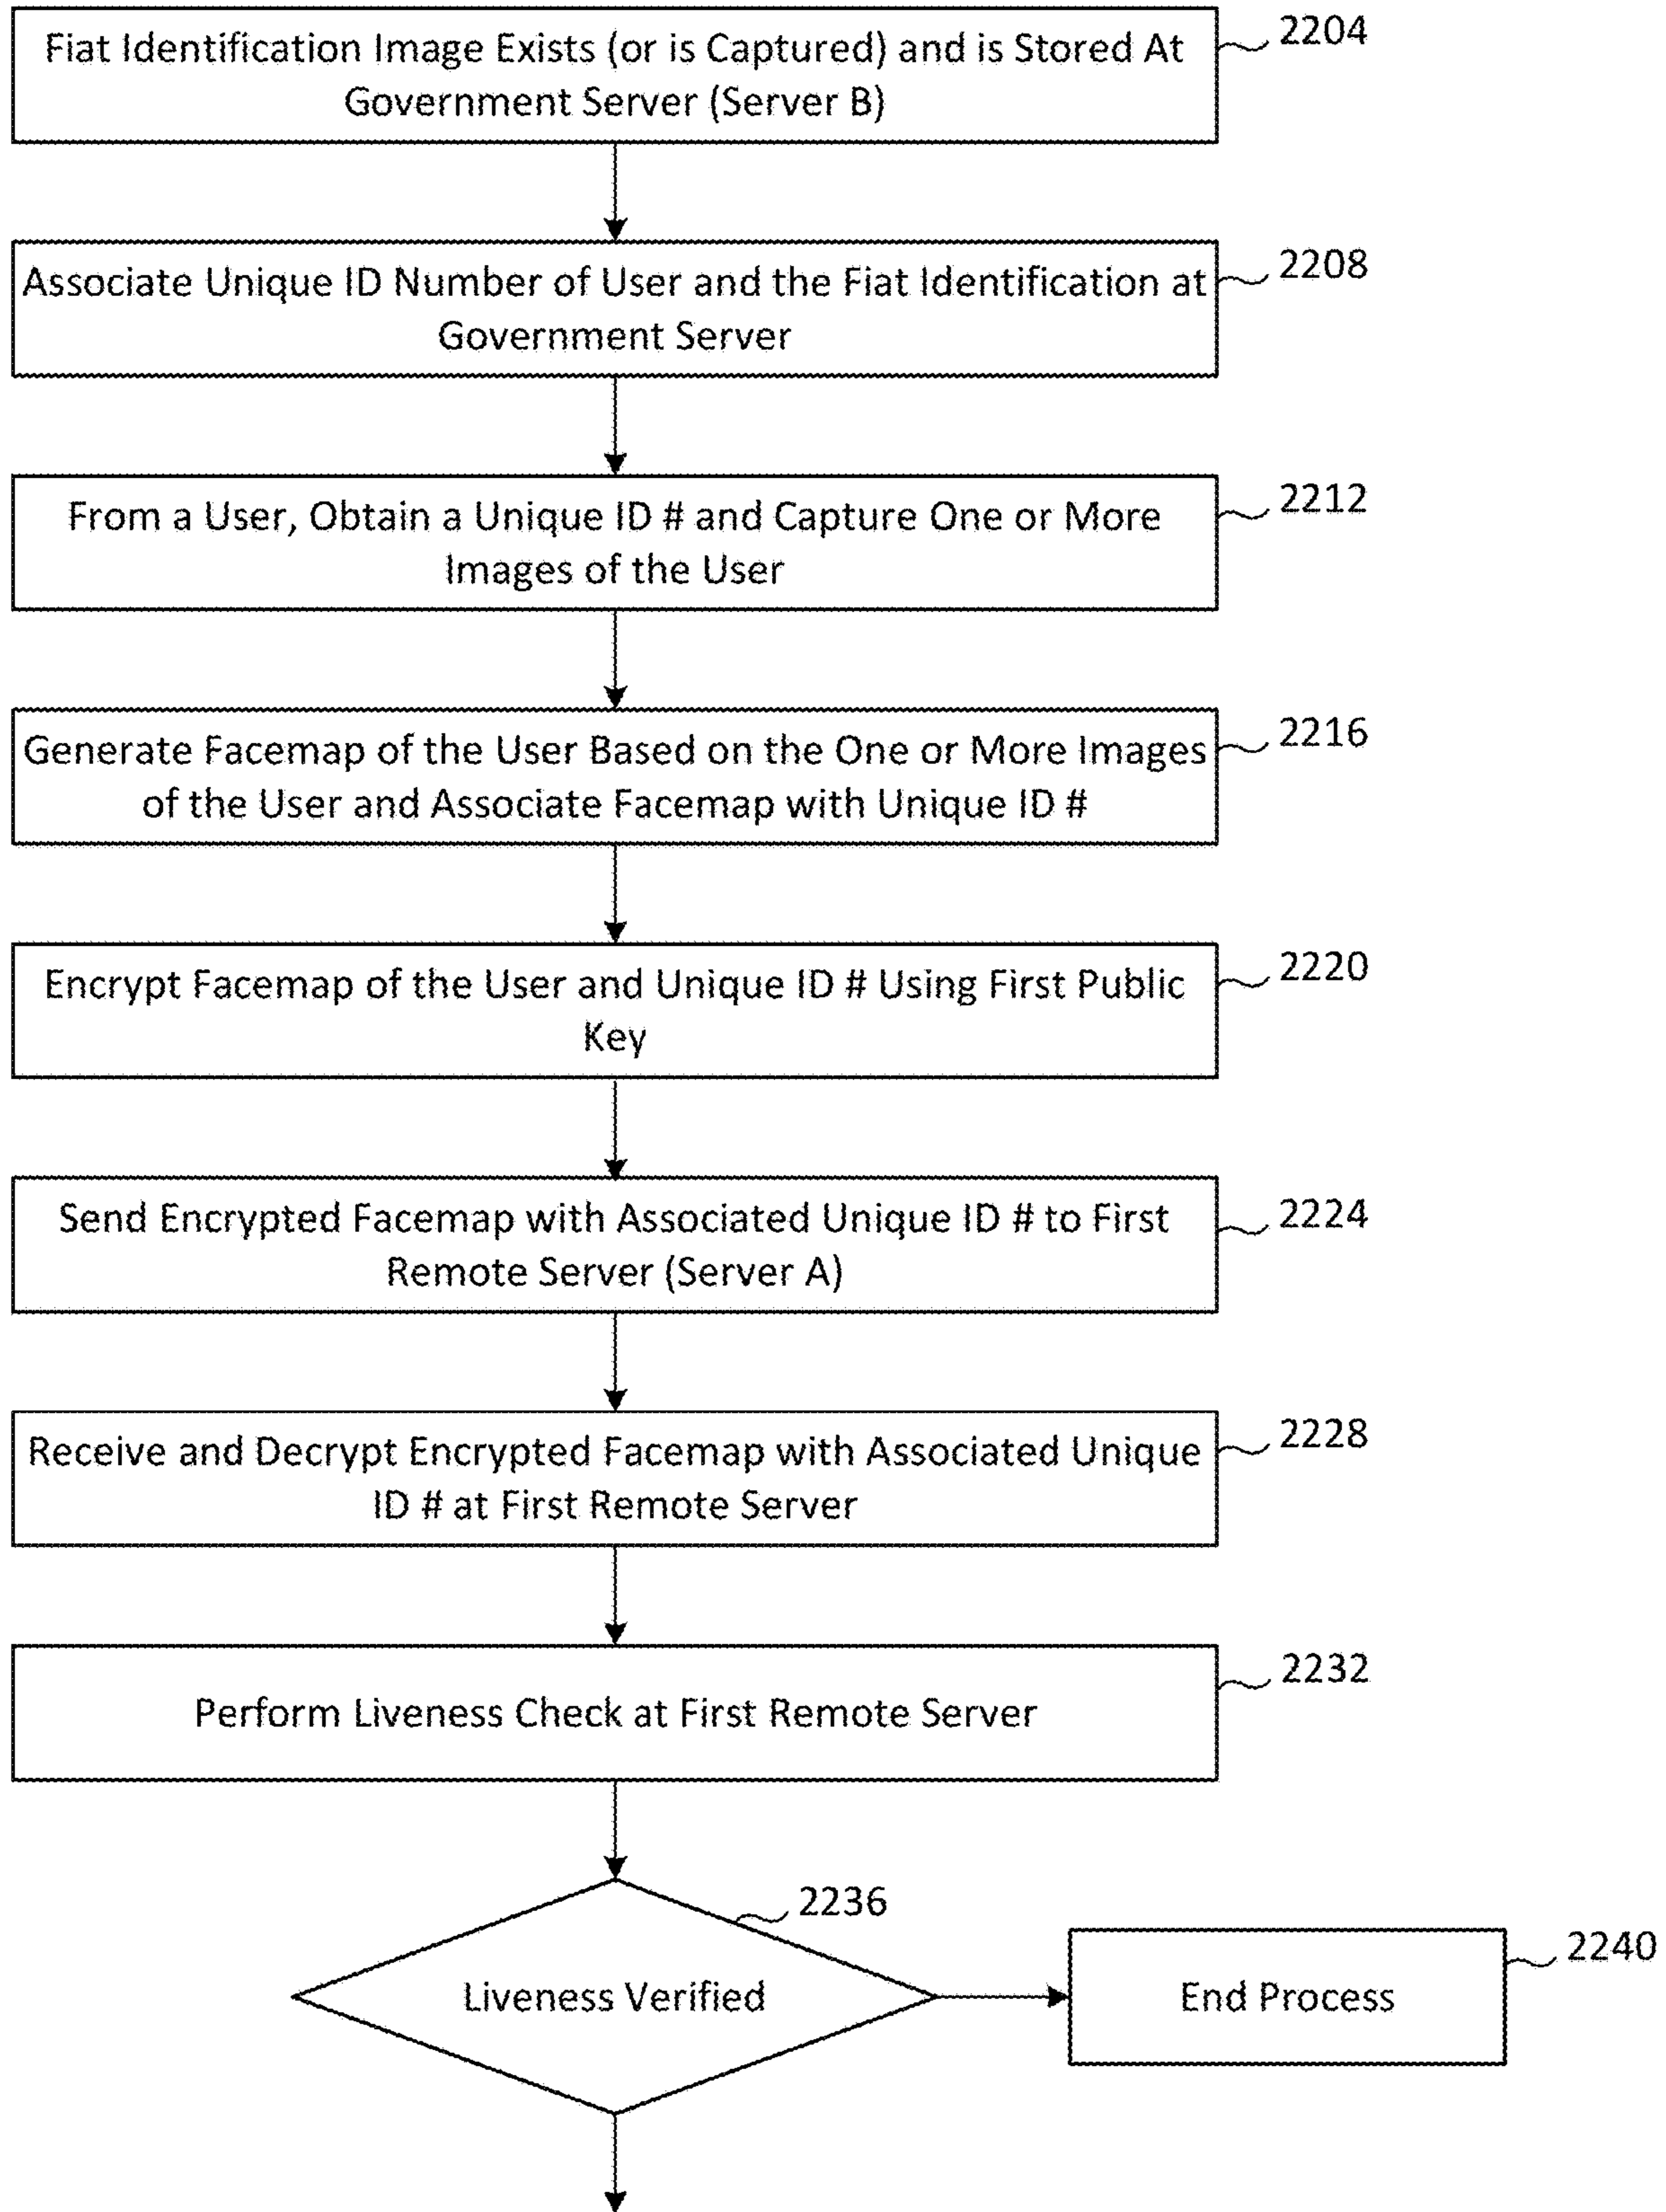 Fiat Identification Image Exists (or is Captured) and is Stored At
Government Server (Server B)
2204
Associate Unique ID Number of User and the Fiat Identification at
Government Server
2208
From a User, Obtain a Unique ID # and Capture One or More
Images of the User
2212
Generate Facemap of the User Based on the One or More Images
of the User and Associate Facemap with Unique ID #
2216
Encrypt Facemap of the User and Unique ID # Using First Public
Key
2220
Send Encrypted Facemap with Associated Unique ID # to First
Remote Server (Server A)
2224
Receive and Decrypt Encrypted Facemap with Associated Unique
ID # at First Remote Server
2228
Perform Liveness Check at First Remote Server
2232
Liveness Verified
2236
End Process
2240